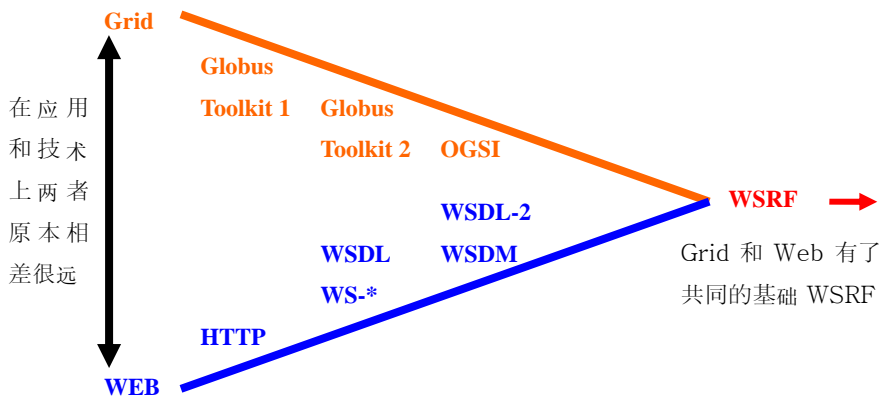 Grid
Globus
Toolkit 1
Globus
Toolkit 2
OGSI
在应用
和技术
上两者
原本相
差很远
WSRF
WSDL-2
WSDM
WSDL
WS-*
HTTP
WEB
Grid 和 Web 有了
共同的基础 WSRF